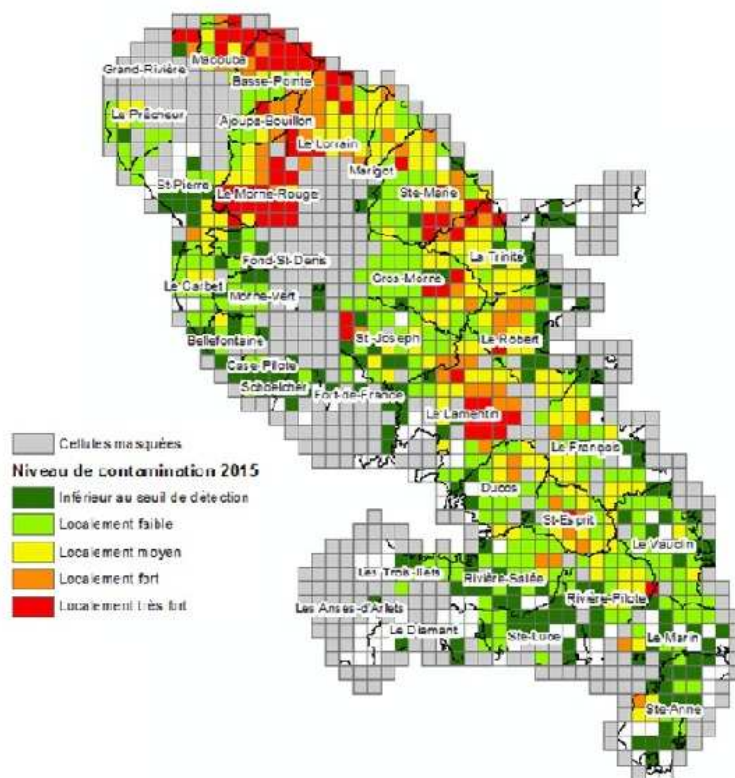 Macouba
Grand-Rivière
Basse-Pointe
Le Prêcheur
Ajoupa-Bouillon
Le Lorrain
Marigot
St-Pierre
Le Morne-Rouge
Ste-Marie
Fond-St-Denis
La Trinité
Gros-Morne
Le Carbet
Morne-Vert
Bellefontaine
St-Joseph
Le Robert
Case-Pilote
Schoelcher
Fort-de-France
Le Lamentin
Cellules masquées
Le François
Niveau de contamination 2015
Inférieur au seuil de détection
Ducos
Localement faible
St-Esprit
Le Vauclin
Localement moyen
Les Trois-Ilets
Rivière-Salée
Localement fort
Rivière-Pilote
Localement très fort
Les Anses-d'Arlets
Le Diamant
Ste-Luce
Le Marin
Ste-Anne